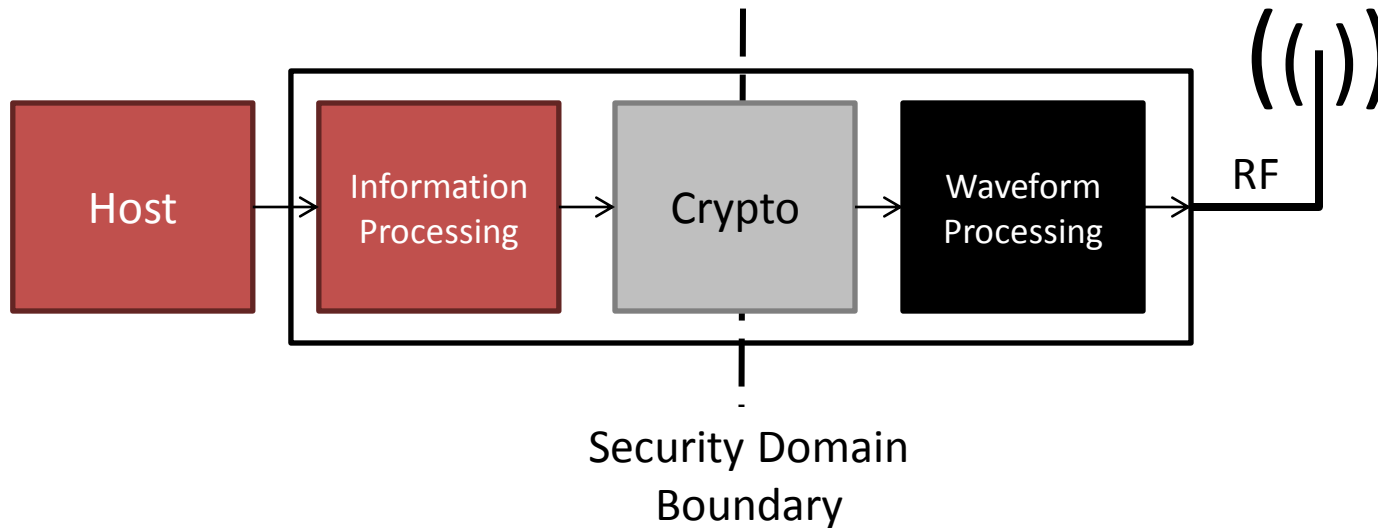 Host
Information
Processing
Crypto
Waveform
Processing
RF
Security Domain
Boundary